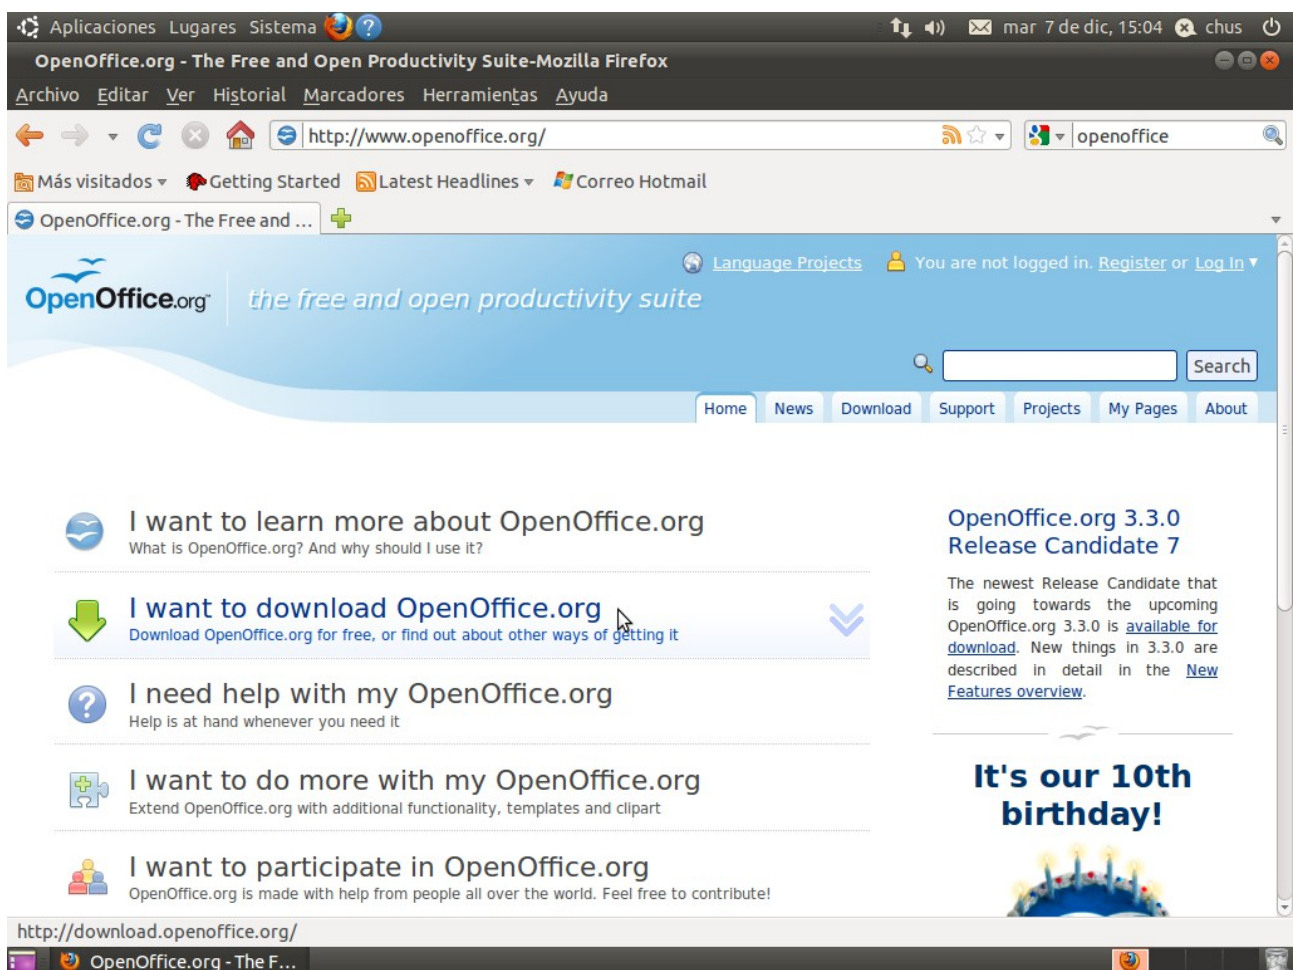 Aplicaciones Lugares Sistema mar 7 de dic, 15:04 chus
OpenOffice.org - The Free and Open Productivity Suite-Mozilla Firefox
Archivo Editar Ver Historial Marcadores Herramientas Ayuda
http://www.openoffice.org/ openoffice
Más visitados Getting Started Latest Headlines Correo Hotmail
OpenOffice.org - The Free and ...
Language Projects You are not logged in. Register or Log In
OpenOffice.org the free and open productivity suite
Search
Home News Download Support Projects My Pages About
I want to learn more about OpenOffice.org
What is OpenOffice.org? And why should I use it?
I want to download OpenOffice.org
Download OpenOffice.org for free, or find out about other ways of getting it
I need help with my OpenOffice.org
Help is at hand whenever you need it
I want to do more with my OpenOffice.org
Extend OpenOffice.org with additional functionality, templates and clipart
I want to participate in OpenOffice.org
OpenOffice.org is made with help from people all over the world. Feel free to contribute!
OpenOffice.org 3.3.0
Release Candidate 7
The newest Release Candidate that
is going towards the upcoming
OpenOffice.org 3.3.0 is available for
download. New things in 3.3.0 are
described in detail in the New
Features overview.
It's our 10th
birthday!
http://download.openoffice.org/
OpenOffice.org - The F...